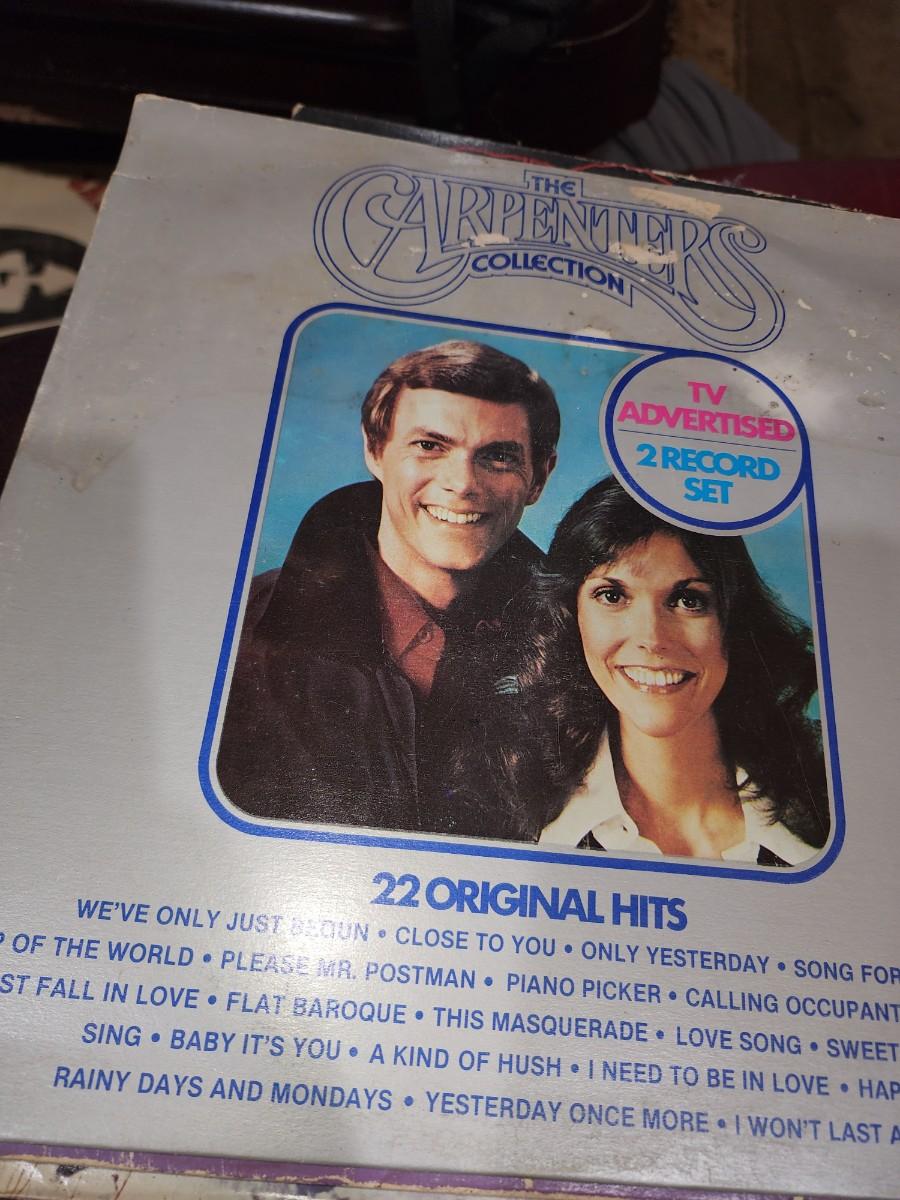 THE
CARPENTERS
COLLECTION
TV
ADVERTISED
2 RECORD
SET
22 ORIGINAL HITS
WE'VE ONLY JUST BEGUN • CLOSE TO YOU • ONLY YESTERDAY • SONG FOR
P OF THE WORLD • PLEASE MR. POSTMAN • PIANO PICKER • CALLING OCCUPANT
ST FALL IN LOVE • FLAT BAROQUE • THIS MASQUERADE • LOVE SONG • SWEET
SING • BABY IT'S YOU • A KIND OF HUSH • I NEED TO BE IN LOVE • HAP
RAINY DAYS AND MONDAYS • YESTERDAY ONCE MORE • I WON'T LAST A